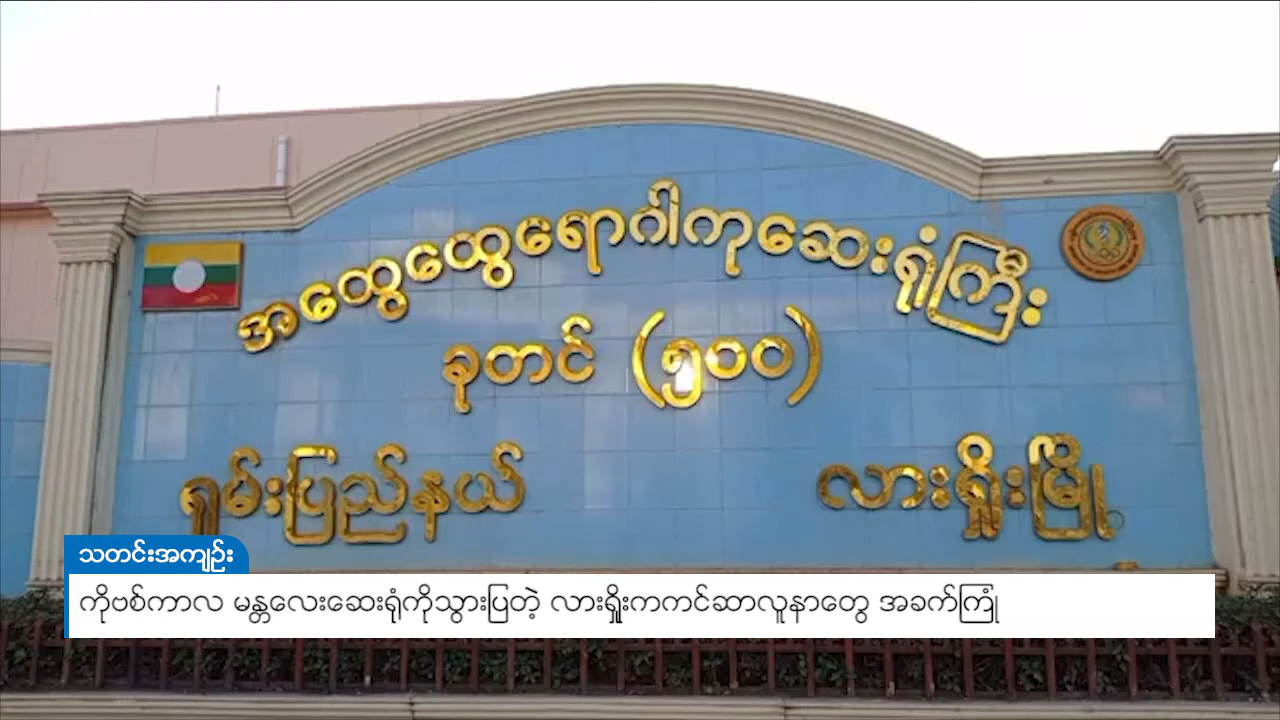 အထွေထွေရောဂါကုဆေးရုံကြီး
ခုတင် (၅၀၀)
ရှမ်းပြည်နယ်
လားရှိုးမြို့
သတင်းအကျဉ်း
ကိုဗစ်ကာလ မန္တလေးဆေးရုံကိုသွားပြတဲ့ လားရှိုးကကင်ဆာလူနာတွေ အခက်ကြုံ